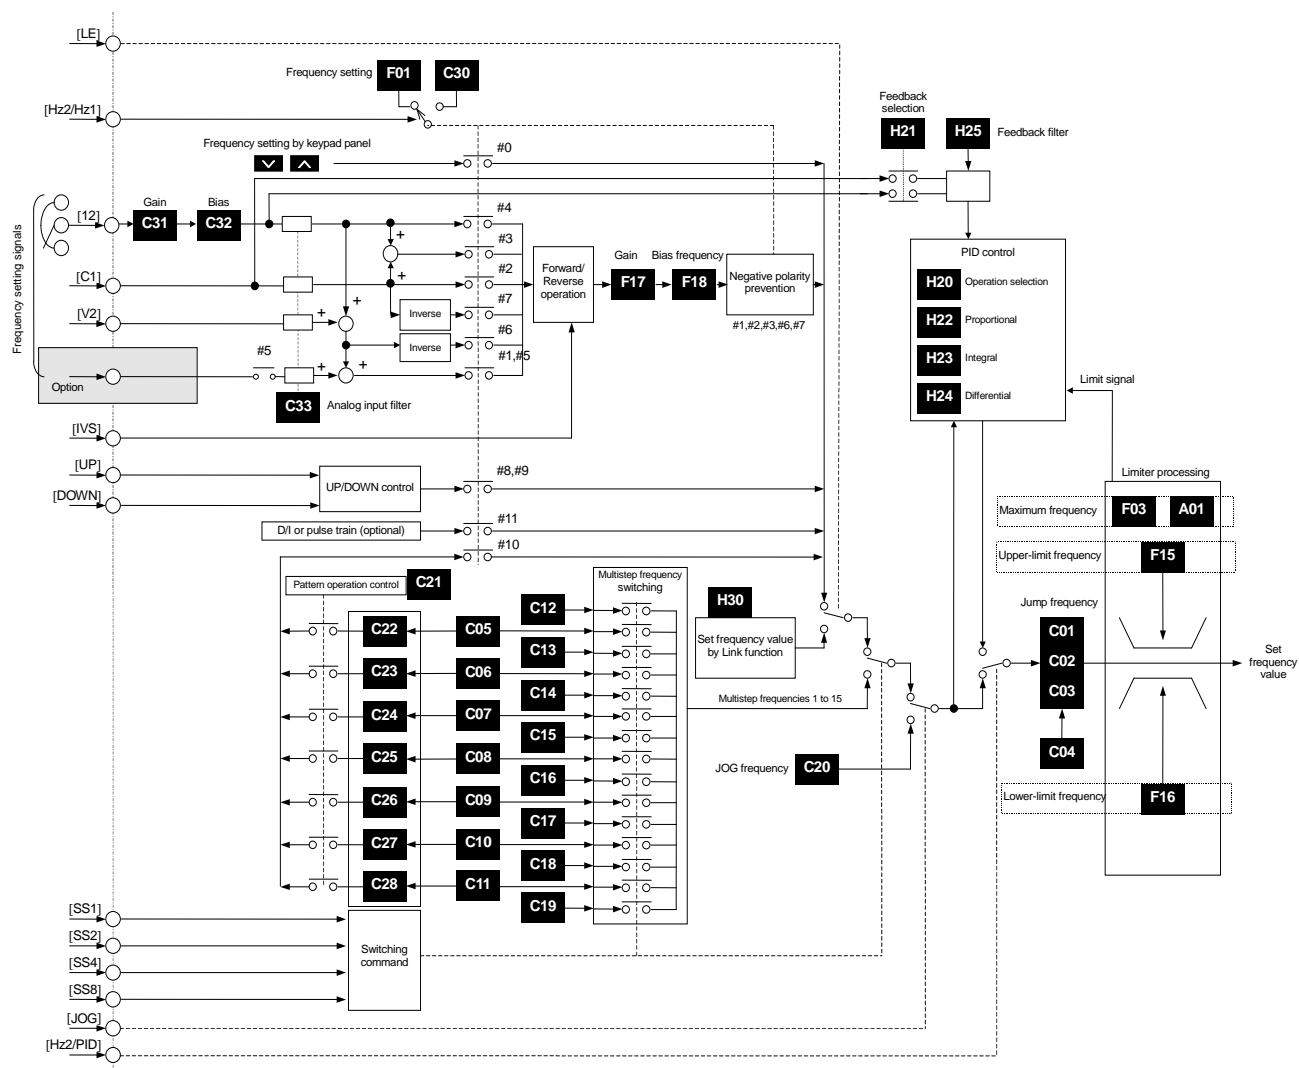 [LE]
Frequency setting
F01
C30
[Hz2/Hz1]
Feedback
selection
H21
H25
Feedback filter
Frequency setting by keypad panel
#0
Frequency setting signals
[12]
Gain
C31
Bias
C32
#4
#3
[C1]
#2
[V2]
#7
Inverse
#6
Inverse
#1,#5
Option
#5
C33
Analog input filter
+
+
+
+
+
+
Forward/
Reverse
operation
Gain
F17
Bias frequency
F18
Negative polarity
prevention
#1,#2,#3,#6,#7
PID control
H20
Operation selection
H22
Proportional
H23
Integral
H24
Differential
Limit signal
[IVS]
[UP]
[DOWN]
UP/DOWN control
#8,#9
D/I or pulse train (optional)
#11
#10
Limiter processing
Maximum frequency
F03
A01
Upper-limit frequency
F15
Pattern operation control
C21
Multistep frequency
switching
C12
C22
C05
C13
C23
C06
C14
C24
C07
C15
C25
C08
C16
C26
C09
C17
C27
C10
C18
C28
C11
C19
H30
Set frequency value
by Link function
Multistep frequencies 1 to 15
JOG frequency
C20
Jump frequency
C01
C02
C03
C04
Set
frequency
value
Lower-limit frequency
F16
[SS1]
[SS2]
[SS4]
[SS8]
Switching
command
[JOG]
[Hz2/PID]